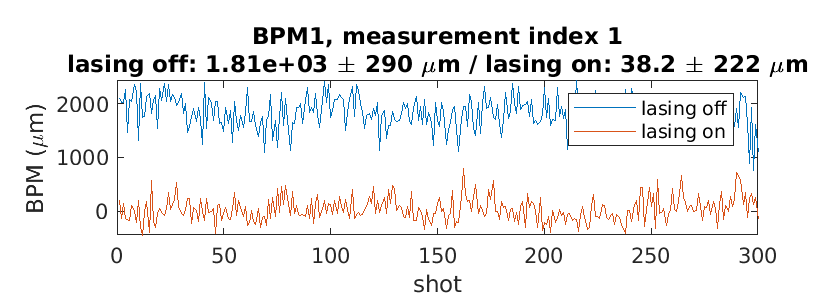 BPM1, measurement index 1
lasing off: 1.81e+03 ± 290 μm / lasing on: 38.2 ± 222 μm
BPM (μm)
2000
1000
0
lasing off
lasing on
0 50 100 150 200 250 300
shot